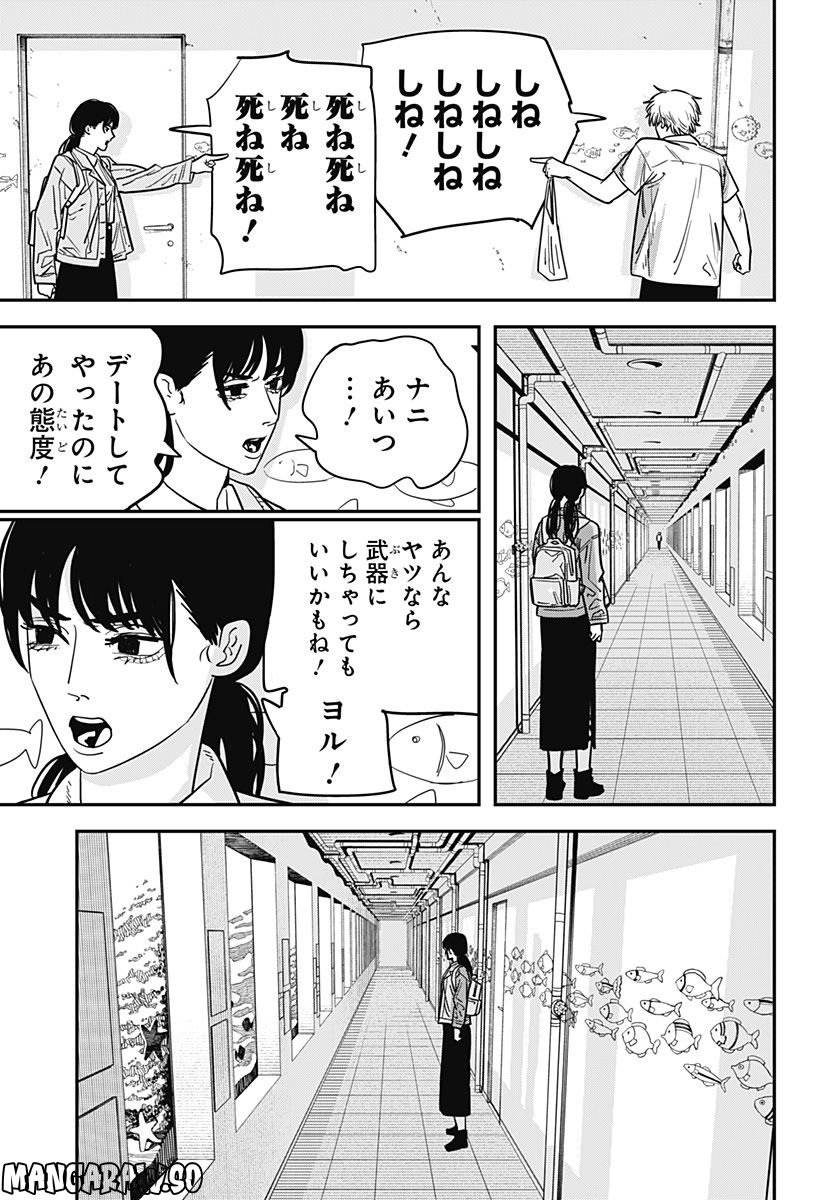 しね
しねしね
しねしね
しね！
死ね死ね
死ね
死ね死ね！
ナニ
あいつ
…！
デートして
やったのに
あの態度！
あんな
ヤツなら
武器に
しちゃっても
いいかもね！
ヨル！
MANGARAW.SO